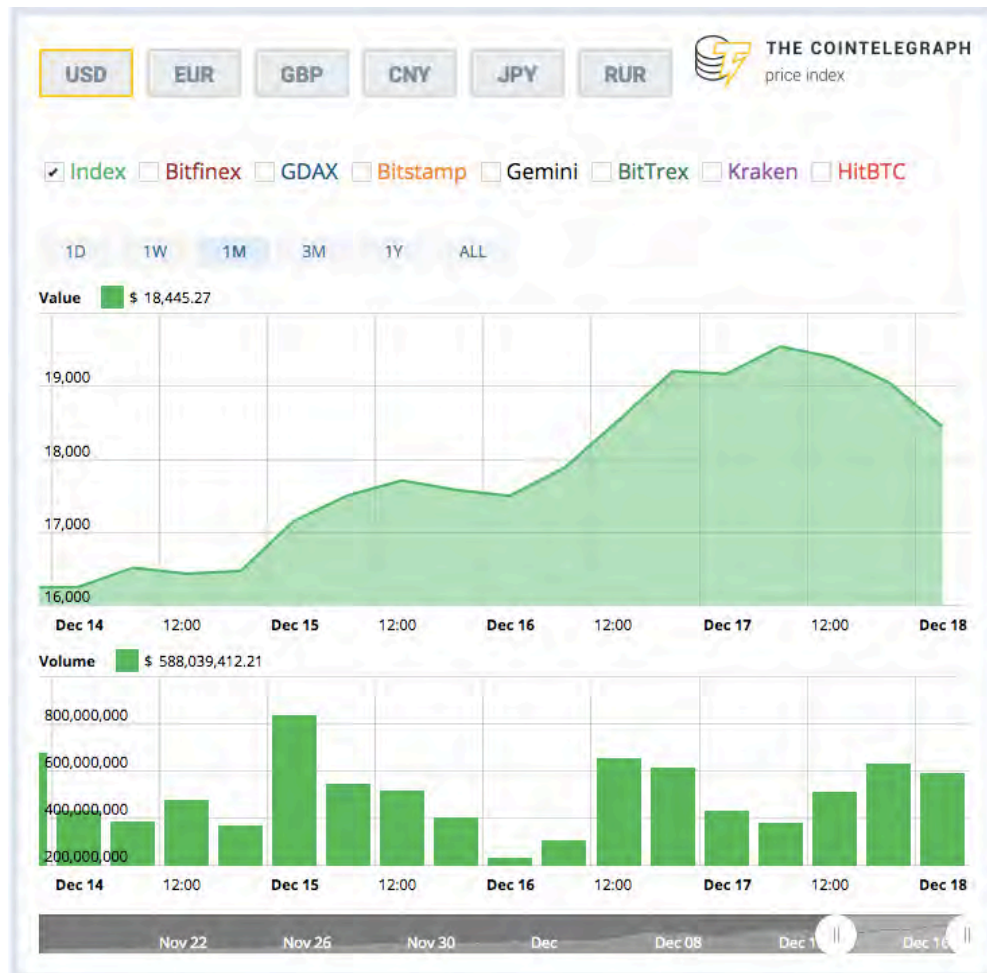 USD EUR GBP CNY JPY RUR
THE COINTELEGRAPH
price index
Index Bitfinex GDAX Bitstamp Gemini BitTrex Kraken HitBTC
1D 1W 1M 3M 1Y ALL
Value $ 18,445.27
19,000
18,000
17,000
16,000
Dec 14 12:00 Dec 15 12:00 Dec 16 12:00 Dec 17 12:00 Dec 18
Volume $ 588,039,412.21
800,000,000
600,000,000
400,000,000
200,000,000
Dec 14 12:00 Dec 15 12:00 Dec 16 12:00 Dec 17 12:00 Dec 18
Nov 22 Nov 26 Nov 30 Dec Dec 08 Dec 1 Dec 16